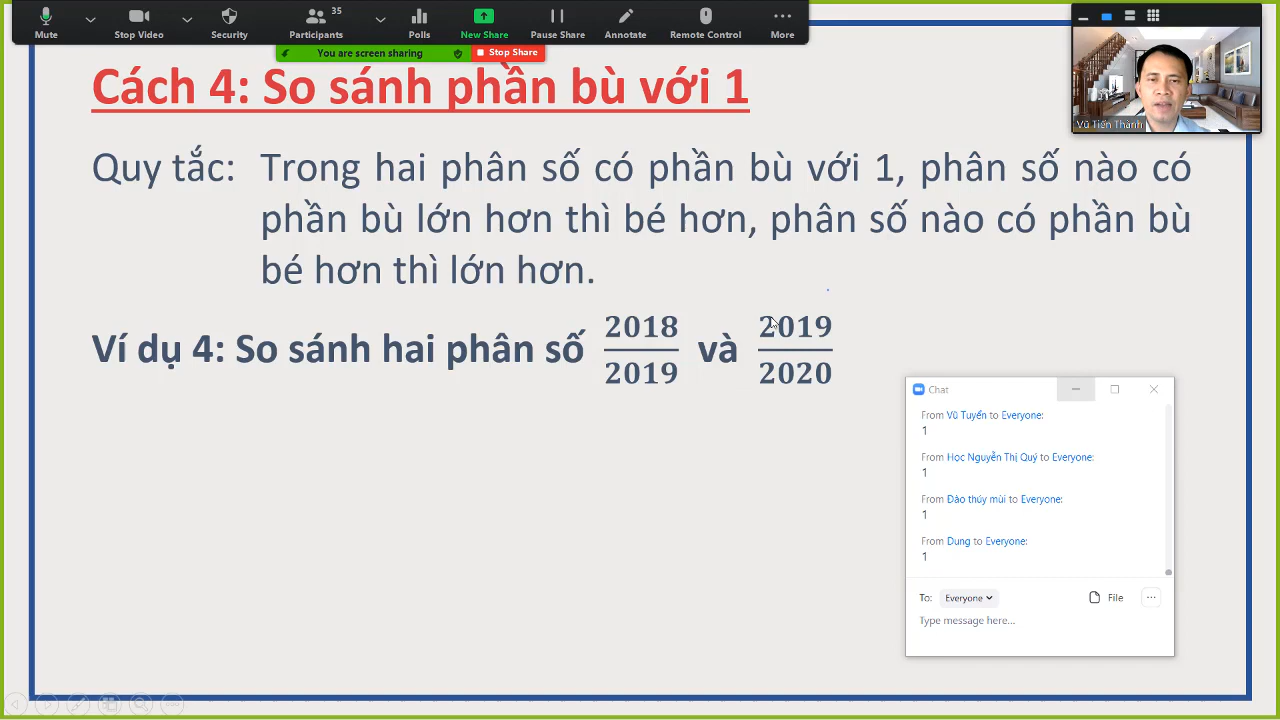 35
Mute
Stop Video
Security
Participants
Polls
New Share
Pause Share
Annotate
Remote Control
More
You are screen sharing
Stop Share
Vũ Tiến Thành
Cách 4: So sánh phần bù với 1
Quy tắc: Trong hai phân số có phần bù với 1, phân số nào có
phần bù lớn hơn thì bé hơn, phân số nào có phần bù
bé hơn thì lớn hơn.
Ví dụ 4: So sánh hai phân số 2018/2019 và 2019/2020
Chat
From Vũ Tuyển to Everyone:
1
From Học Nguyễn Thị Quý to Everyone:
1
From Đào thúy mùi to Everyone:
1
From Dung to Everyone:
1
To: Everyone File
Type message here...